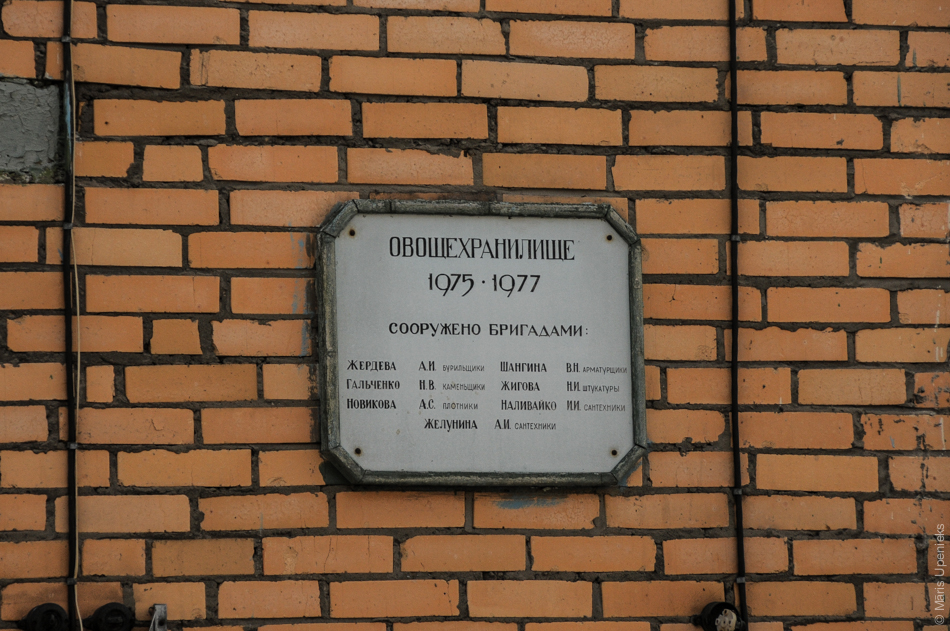 ОВОЩЕХРАНИЛИЩЕ
1975 · 1977
СООРУЖЕНО БРИГАДАМИ:
ЖЕРДЕВА А.И. БУРИЛЬЩИКИ ШАНГИНА В.Н. АРМАТУРЩИКИ
ГАЛЬЧЕНКО Н.В. КАМЕНЬЩИКИ ЖИГОВА Н.И. ШТУКАТУРЫ
НОВИКОВА А.С. ПЛОТНИКИ НАЛИВАЙКО И.И. САНТЕХНИКИ
ЖЕЛУНИНА А.И. САНТЕХНИКИ
© Māris Upenieks